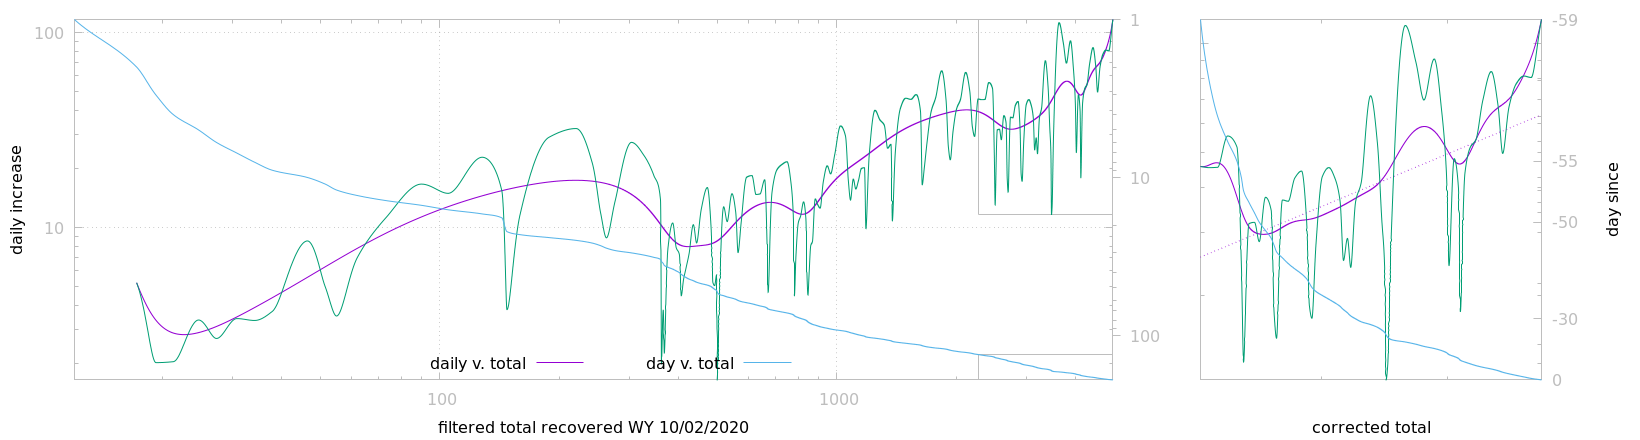 100
10
daily increase
1
10
100
-59
-55
-50
-30
0
day since
daily v. total
day v. total
100
1000
filtered total recovered WY 10/02/2020
corrected total